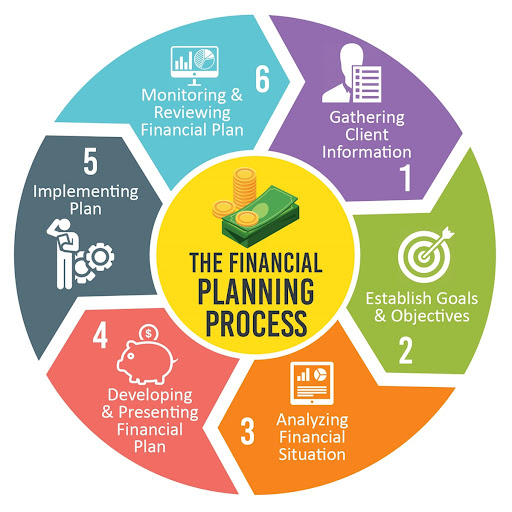 THE FINANCIAL
PLANNING
PROCESS
Gathering
Client
Information
1
Establish Goals
& Objectives
2
Analyzing
Financial
Situation
3
4
Developing
& Presenting
Financial
Plan
5
Implementing
Plan
6
Monitoring &
Reviewing
Financial Plan
$